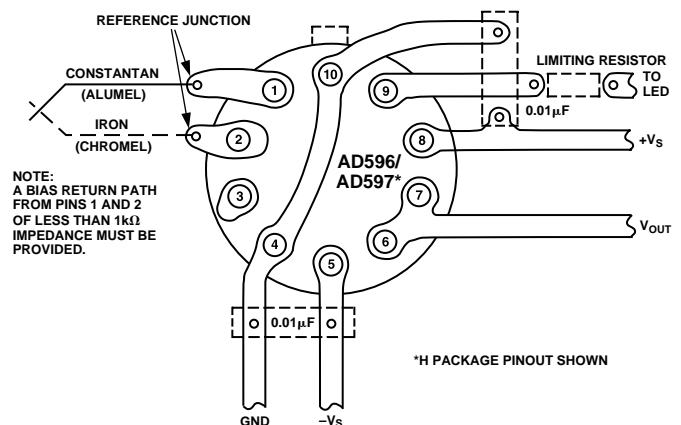 REFERENCE JUNCTION
CONSTANTAN
(ALUMEL)
IRON
(CHROMEL)
NOTE:
A BIAS RETURN PATH
FROM PINS 1 AND 2
OF LESS THAN 1kΩ
IMPEDANCE MUST BE
PROVIDED.
1
2
3
4
5
6
7
8
9
10
AD596/
AD597*
LIMITING RESISTOR
TO
LED
0.01μF
+VS
VOUT
0.01μF
*H PACKAGE PINOUT SHOWN
GND
–VS